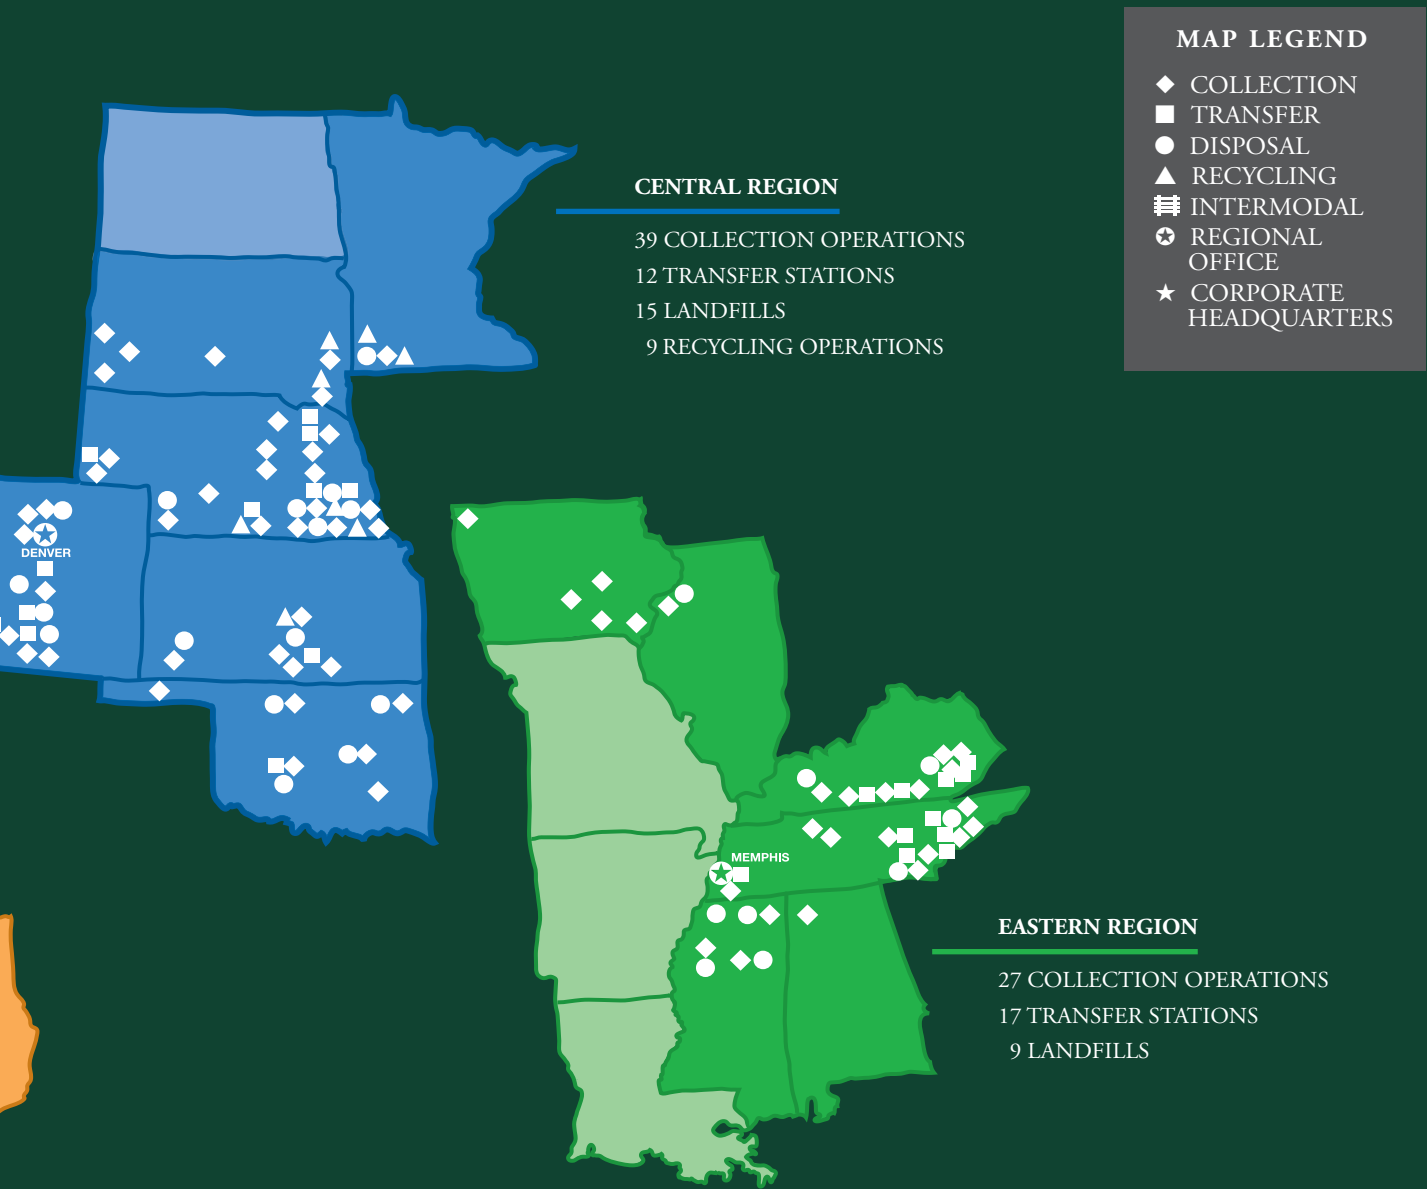 MAP LEGEND
COLLECTION
TRANSFER
DISPOSAL
RECYCLING
INTERMODAL
REGIONAL
OFFICE
CORPORATE
HEADQUARTERS
CENTRAL REGION
39 COLLECTION OPERATIONS
12 TRANSFER STATIONS
15 LANDFILLS
9 RECYCLING OPERATIONS
DENVER
MEMPHIS
EASTERN REGION
27 COLLECTION OPERATIONS
17 TRANSFER STATIONS
9 LANDFILLS